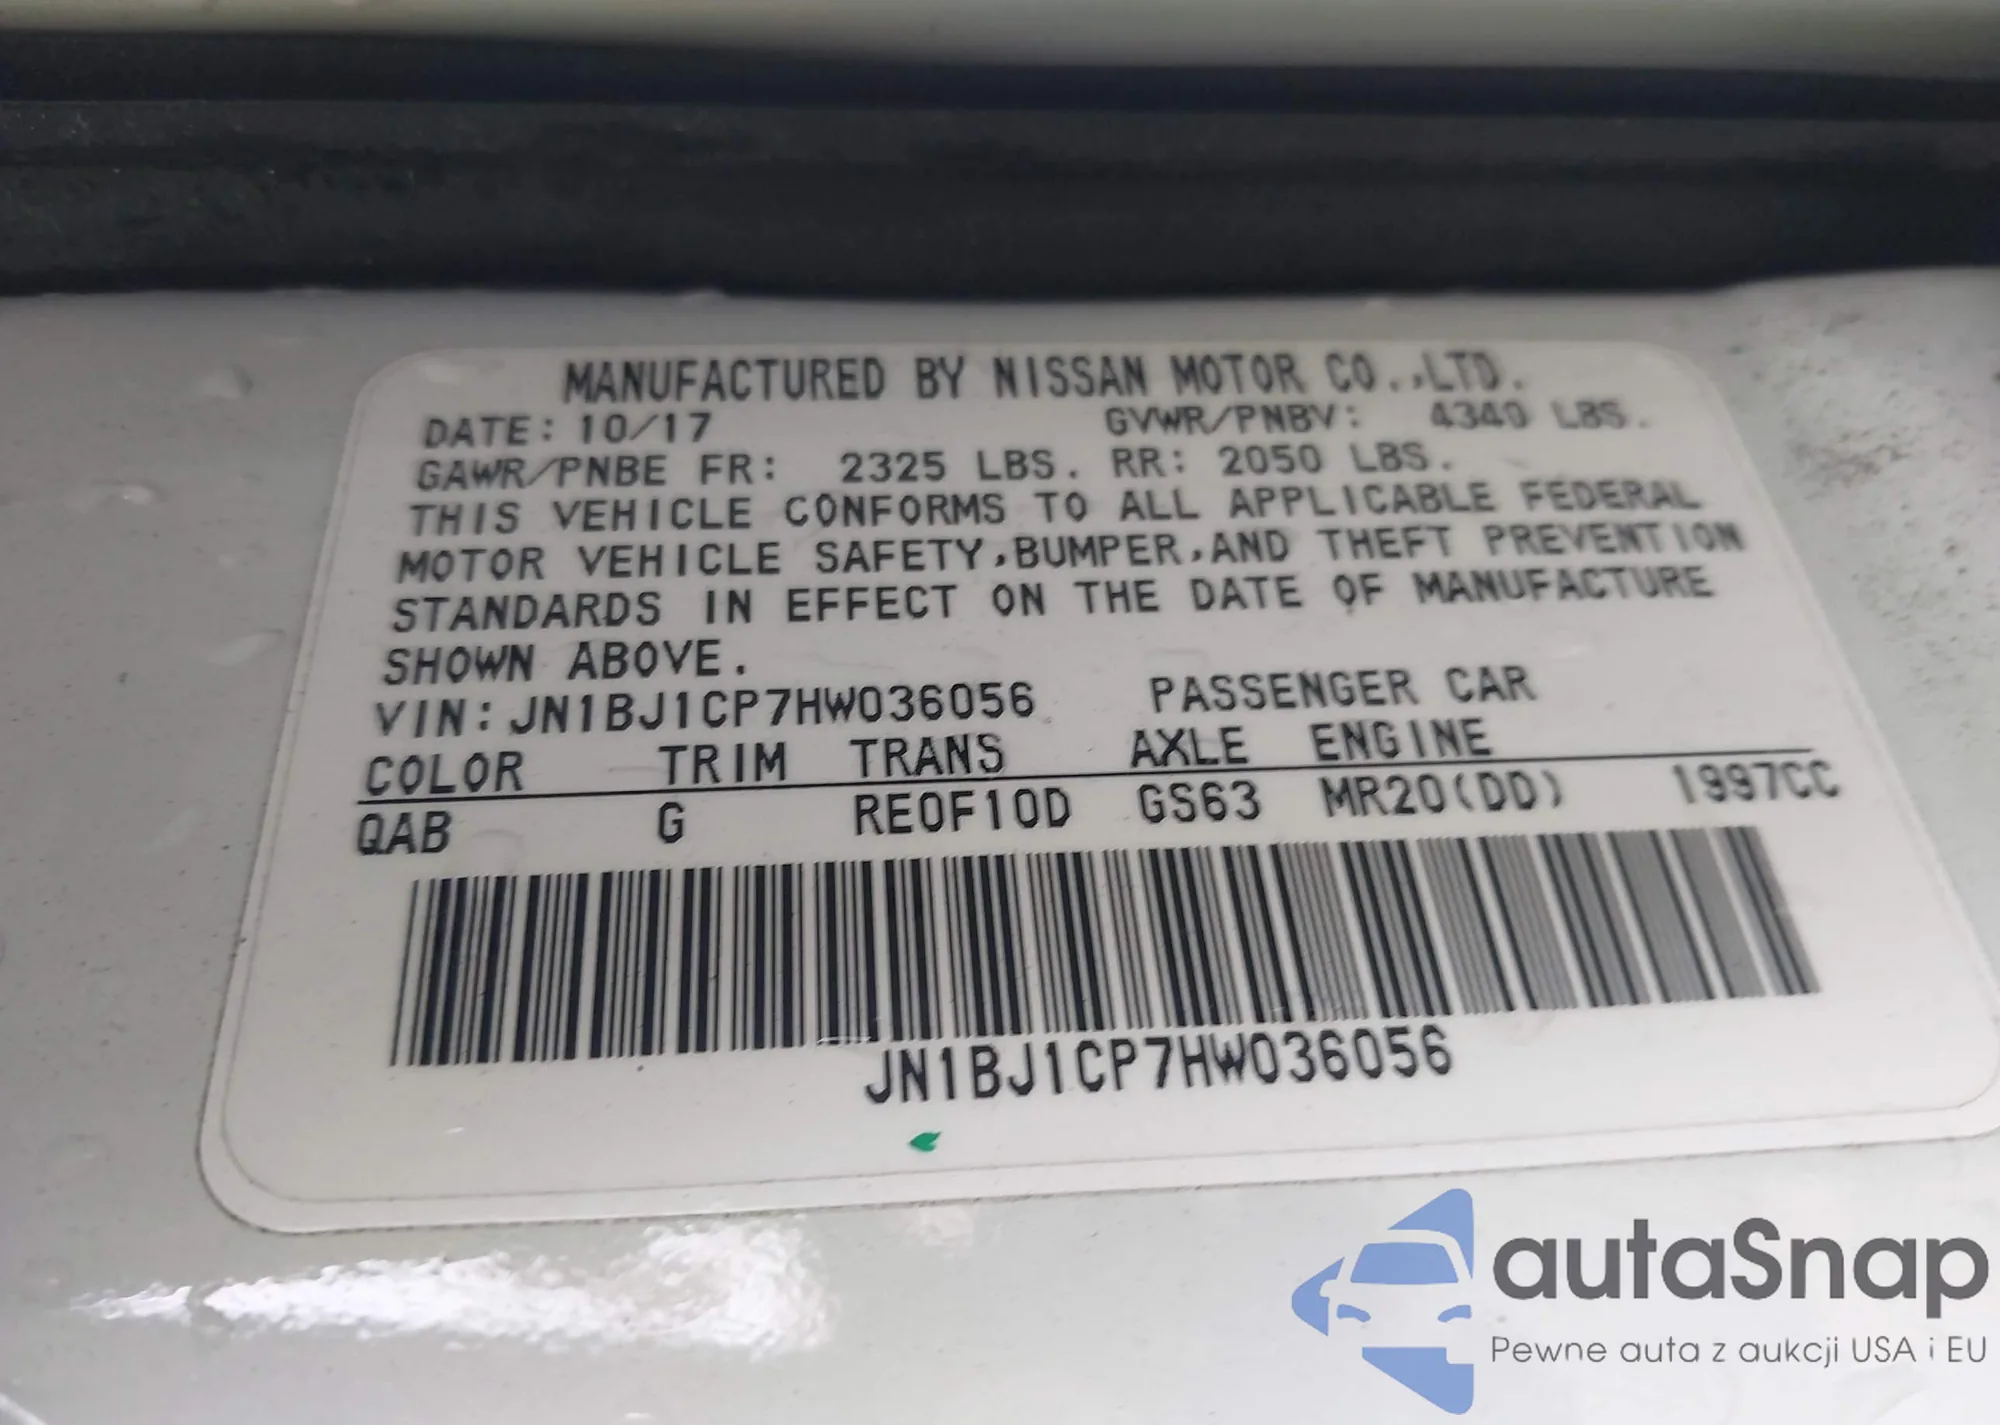 MANUFACTURED BY NISSAN MOTOR CO.,LTD.
DATE: 10/17 GVWR/PNBV: 4340 LBS.
GAWR/PNBE FR: 2325 LBS. RR: 2050 LBS.
THIS VEHICLE CONFORMS TO ALL APPLICABLE FEDERAL
MOTOR VEHICLE SAFETY,BUMPER,AND THEFT PREVENTION
STANDARDS IN EFFECT ON THE DATE OF MANUFACTURE
SHOWN ABOVE.
VIN:JN1BJ1CP7HW036056 PASSENGER CAR
COLOR TRIM TRANS AXLE ENGINE
QAB G RE0F10D GS63 MR20(DD) 1997CC
JN1BJ1CP7HW036056
autaSnap
Pewne auta z aukcji USA i EU